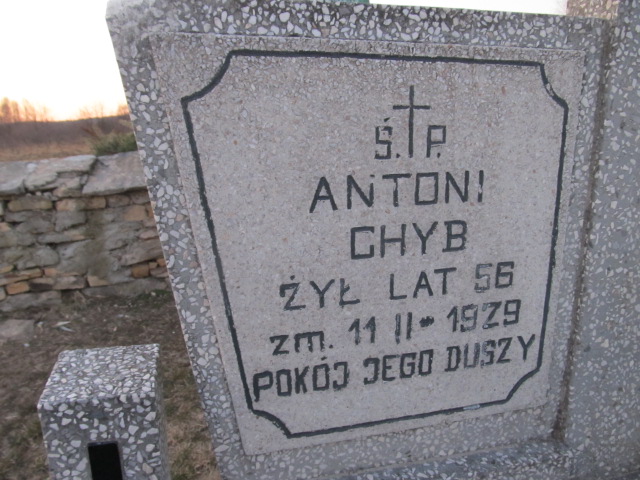 Ś. P.
ANTONI
CHYB
ŻYŁ LAT 56
zm. 11 II * 1929
POKÓJ JEGO DUSZY